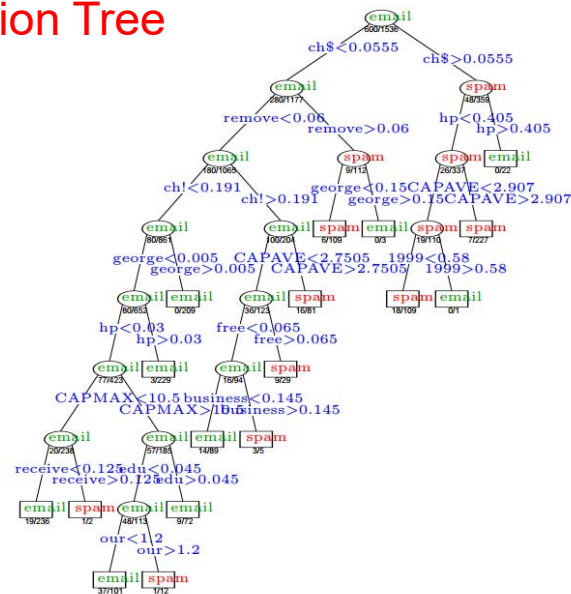 ion Tree
email
600/1536
ch$<0.0555
ch$>0.0555
email
280/1177
spam
48/359
remove<0.06
remove>0.06
hp<0.405
hp>0.405
email
180/1065
spam
9/112
spam
26/337
email
0/22
ch!<0.191
ch!>0.191
george<0.15
george>0.15
CAPAVE<2.907
CAPAVE>2.907
email
80/861
email
100/204
spam
6/109
email
0/3
spam
19/110
spam
7/227
george<0.005
george>0.005
CAPAVE<2.7505
CAPAVE>2.7505
1999<0.58
1999>0.58
email
80/652
email
0/209
email
36/123
spam
16/81
spam
18/109
email
0/1
hp<0.03
hp>0.03
free<0.065
free>0.065
email
77/423
email
3/229
email
16/94
spam
9/29
CAPMAX<10.5
CAPMAX>10.5
business<0.145
business>0.145
email
20/238
email
57/185
email
14/89
spam
3/5
receive<0.125
receive>0.125
edu<0.045
edu>0.045
email
19/236
spam
1/2
email
48/113
email
9/72
our<1.2
our>1.2
email
37/101
spam
1/12